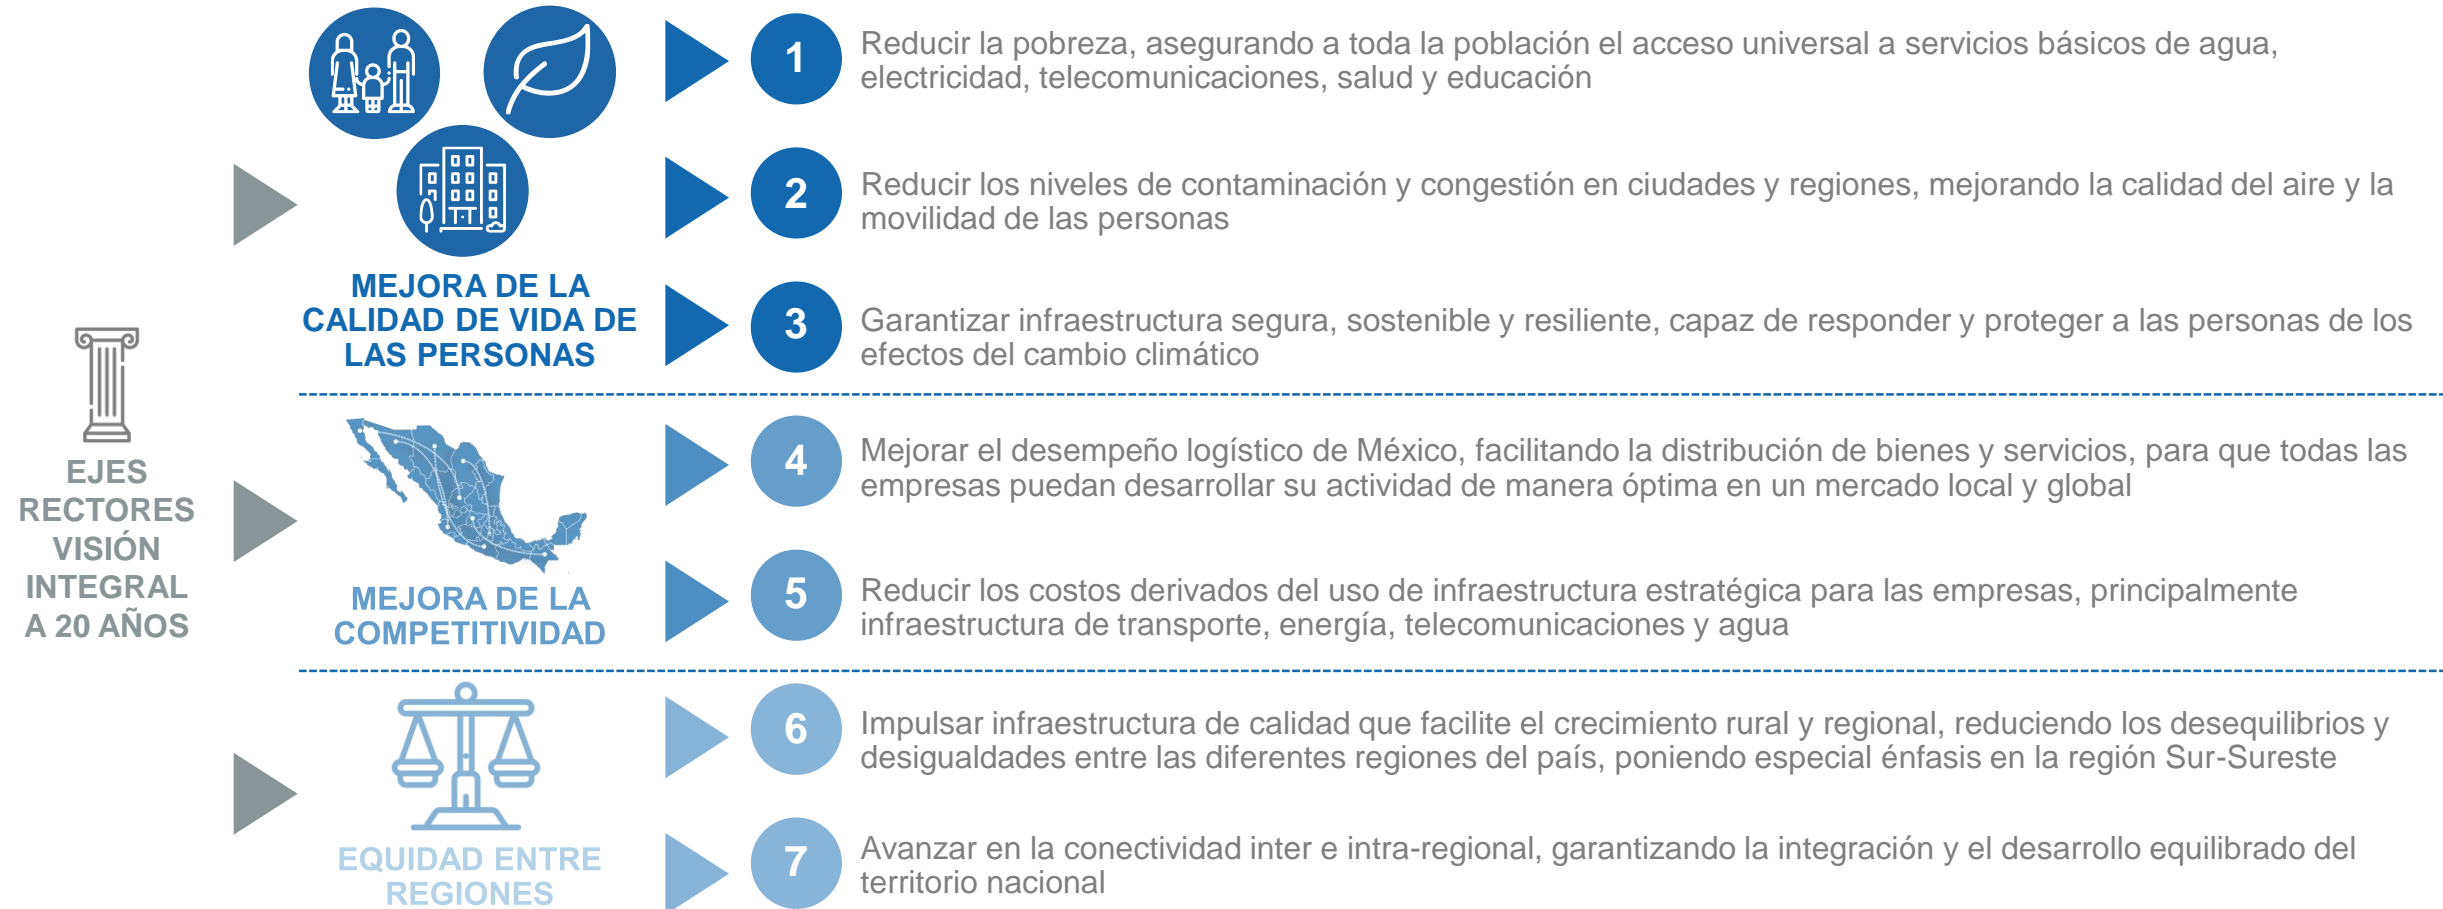 EJES
RECTORES
VISIÓN
INTEGRAL
A 20 AÑOS
MEJORA DE LA
CALIDAD DE VIDA DE
LAS PERSONAS
1
Reducir la pobreza, asegurando a toda la población el acceso universal a servicios básicos de agua,
electricidad, telecomunicaciones, salud y educación
2
Reducir los niveles de contaminación y congestión en ciudades y regiones, mejorando la calidad del aire y la
movilidad de las personas
3
Garantizar infraestructura segura, sostenible y resiliente, capaz de responder y proteger a las personas de los
efectos del cambio climático
MEJORA DE LA
COMPETITIVIDAD
4
Mejorar el desempeño logístico de México, facilitando la distribución de bienes y servicios, para que todas las
empresas puedan desarrollar su actividad de manera óptima en un mercado local y global
5
Reducir los costos derivados del uso de infraestructura estratégica para las empresas, principalmente
infraestructura de transporte, energía, telecomunicaciones y agua
EQUIDAD ENTRE
REGIONES
6
Impulsar infraestructura de calidad que facilite el crecimiento rural y regional, reduciendo los desequilibrios y
desigualdades entre las diferentes regiones del país, poniendo especial énfasis en la región Sur-Sureste
7
Avanzar en la conectividad inter e intra-regional, garantizando la integración y el desarrollo equilibrado del
territorio nacional